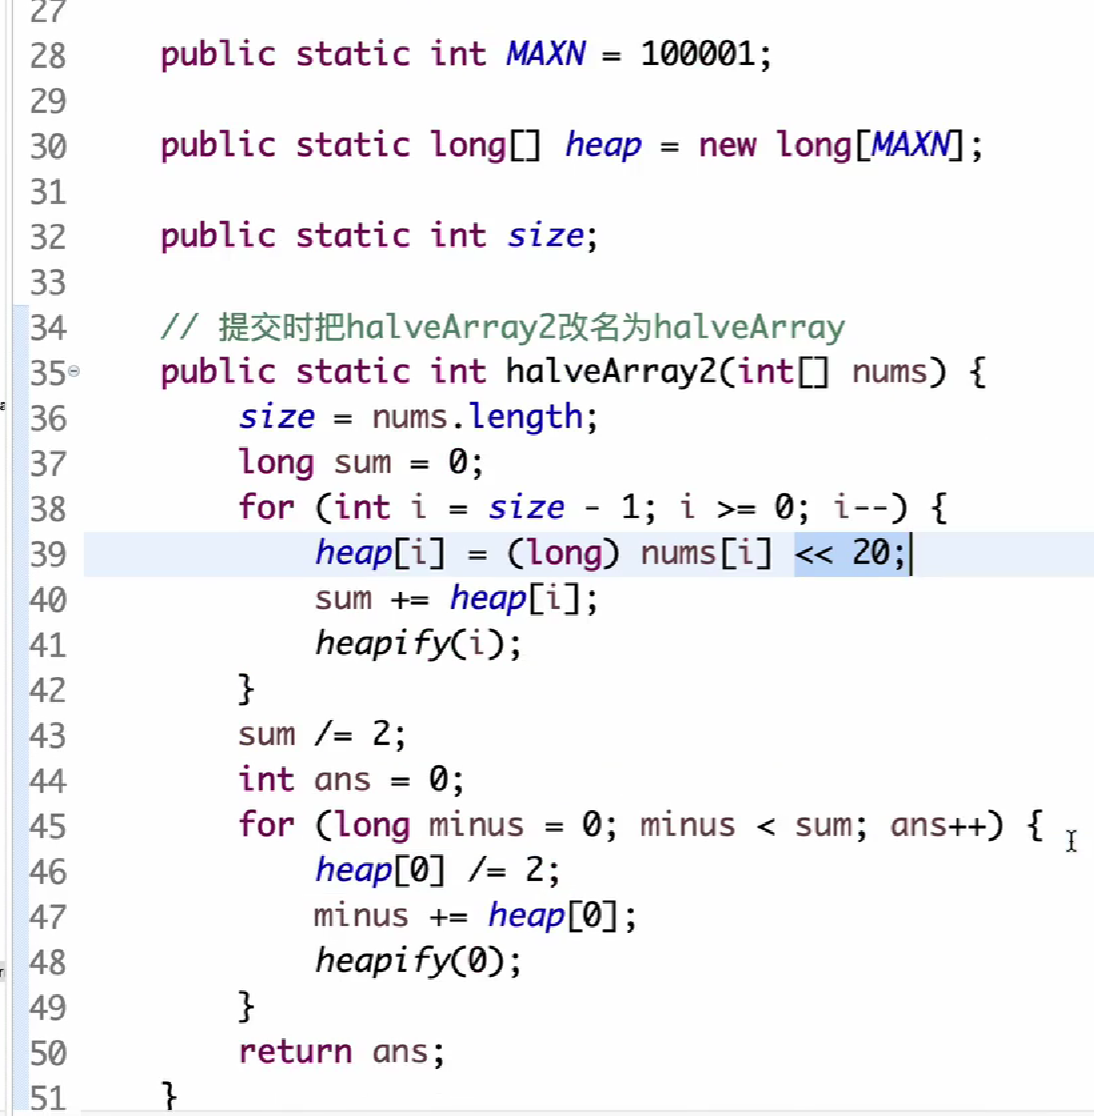 27
28 public static int MAXN = 100001;
29
30 public static long[] heap = new long[MAXN];
31
32 public static int size;
33
34 // 提交时把halveArray2改名为halveArray
35 public static int halveArray2(int[] nums) {
36 size = nums.length;
37 long sum = 0;
38 for (int i = size - 1; i >= 0; i--) {
39 heap[i] = (long) nums[i] << 20;
40 sum += heap[i];
41 heapify(i);
42 }
43 sum /= 2;
44 int ans = 0;
45 for (long minus = 0; minus < sum; ans++) {
46 heap[0] /= 2;
47 minus += heap[0];
48 heapify(0);
49 }
50 return ans;
51 }